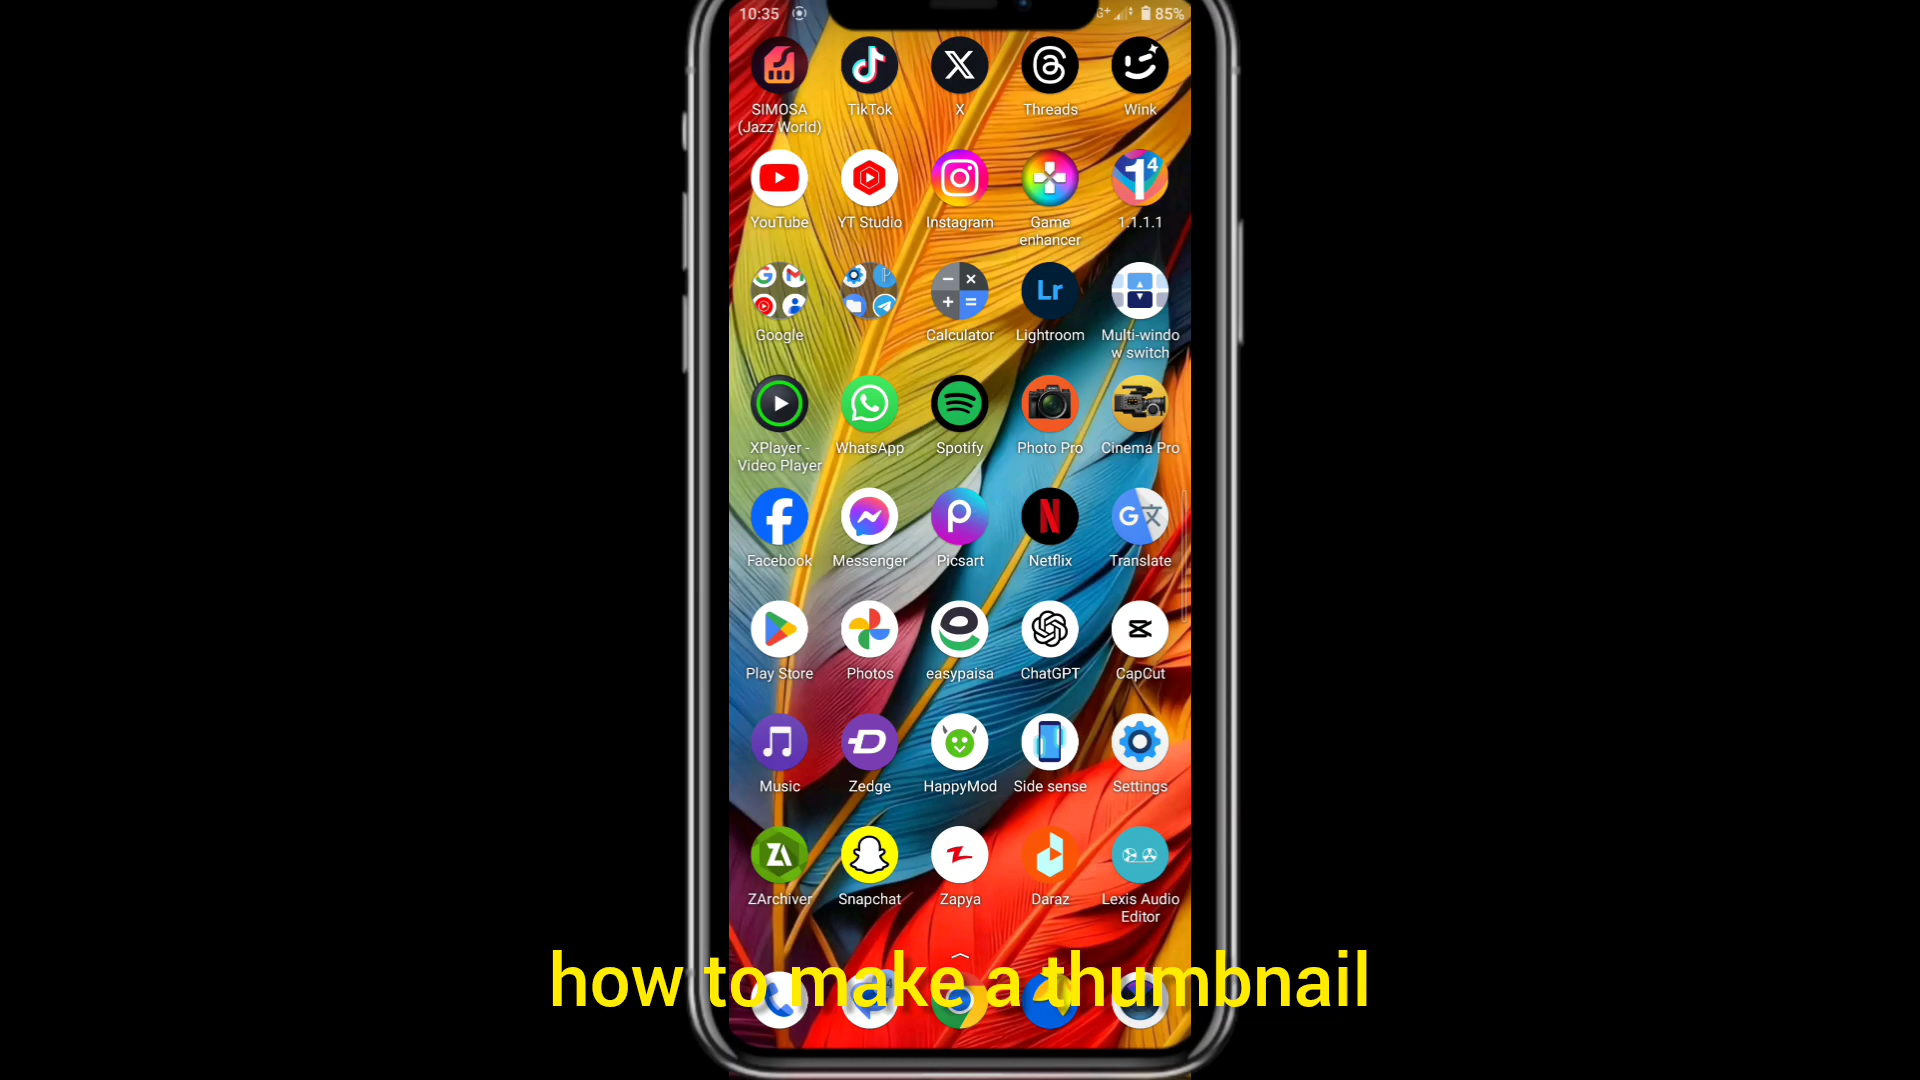 10:35 G+ 85%
SIMOSA
(Jazz World)
TikTok
X
Threads
Wink
YouTube
YT Studio
Instagram
Game
enhancer
1.1.1.1
Google
Calculator
Lr
Lightroom
Multi-windo
w switch
XPlayer -
Video Player
WhatsApp
Spotify
Photo Pro
Cinema Pro
Facebook
Messenger
Picsart
Netflix
Translate
Play Store
Photos
easypaisa
ChatGPT
CapCut
Music
Zedge
HappyMod
Side sense
Settings
ZArchiver
Snapchat
Zapya
Daraz
Lexis Audio
Editor
how to make a thumbnail